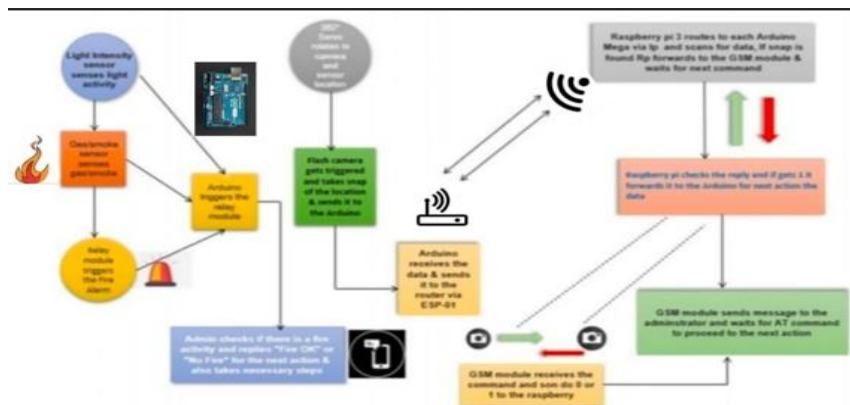 Light Intensity
sensor
senses light
activity
Gas/smoke
sensor
senses
gas/smoke
Relay
module
triggers
the Fire
Alarm
Arduino
triggers the
relay
module
360°
Servo
rotates to
camera
and
sensor
location
Flash camera
gets triggered
and takes snap
of the location
& sends it to
the Arduino
Arduino
receives the
data & sends
it to the
router via
ESP-01
Admin checks if there is a fire
activity and replies "Fire OK" or
"No Fire" for the next action &
also takes necessary steps
Raspberry pi 3 routes to each Arduino
Mega via Ip and scans for data, If snap is
found Rp forwards to the GSM module &
waits for next command
Raspberry pi checks the reply and if gets 1 it
forwards it to the Arduino for next action the
data
GSM module sends message to
the adminstrator and waits for AT command
to proceed to the next action
GSM module receives the
command and son do 0 or
1 to the raspberry